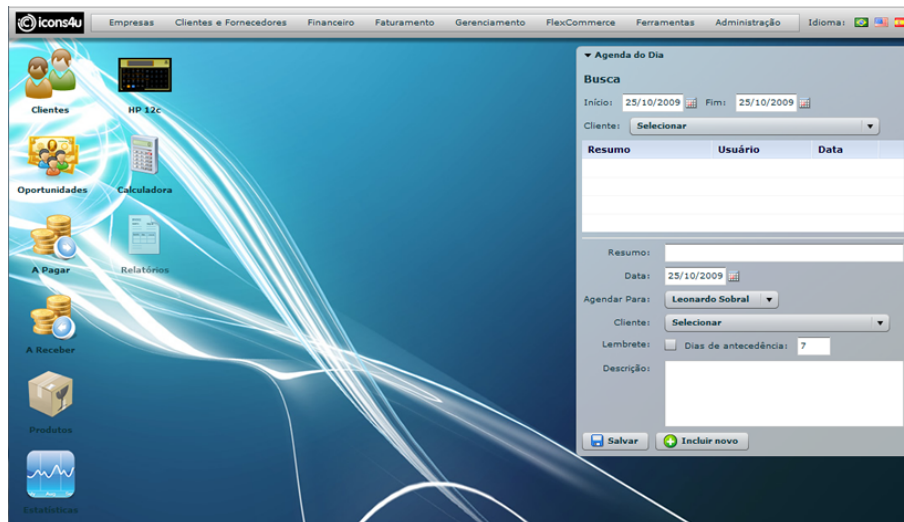 icons4u Empresas Clientes e Fornecedores Financeiro Faturamento Gerenciamento FlexCommerce Ferramentas Administração Idioma:
Clientes
HP 12c
Oportunidades
Calculadora
A Pagar
Relatórios
A Receber
Produtos
Estatísticas
Agenda do Dia
Busca
Início: 25/10/2009 Fim: 25/10/2009
Cliente: Selecionar
Resumo Usuário Data
Resumo:
Data: 25/10/2009
Agendar Para: Leonardo Sobral
Cliente: Selecionar
Lembrete: Dias de antecedência: 7
Descrição:
Salvar Incluir novo